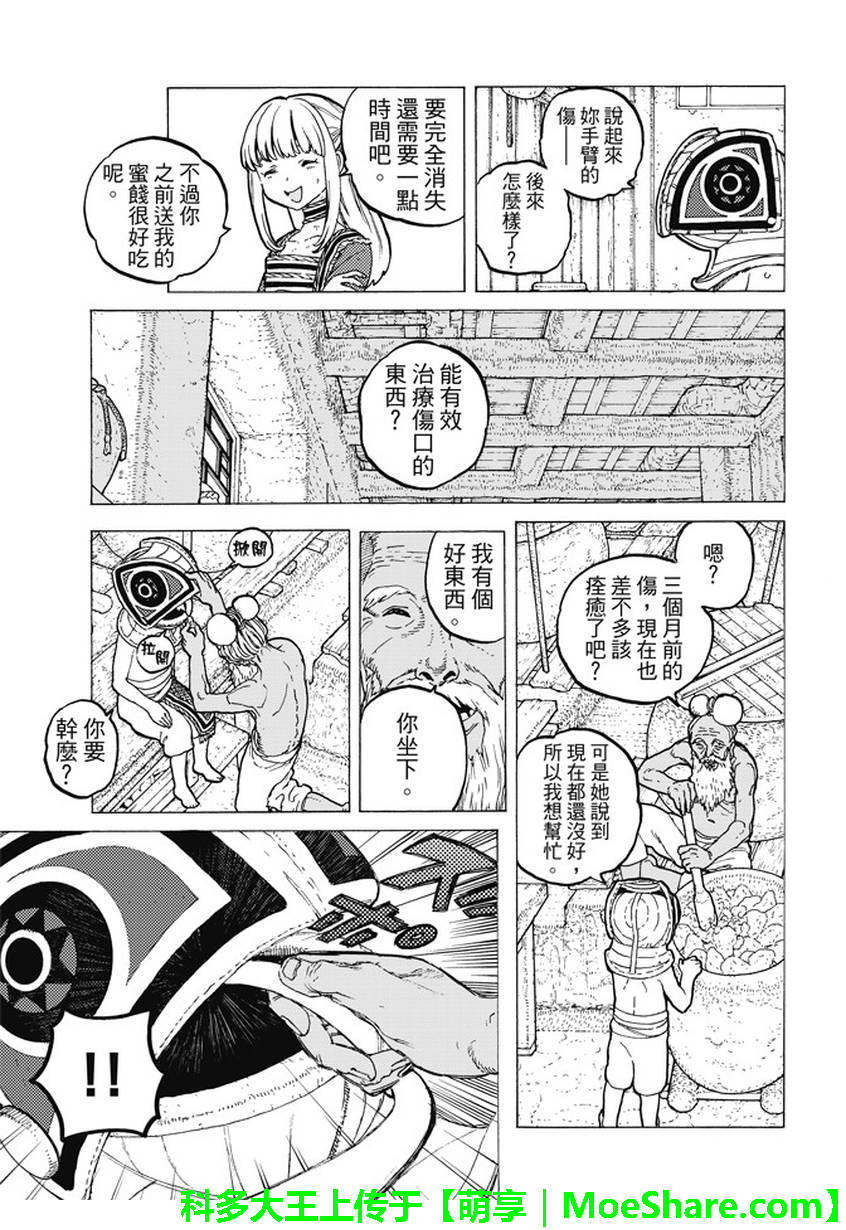 說起來
妳手臂的
傷——
後來
怎麼樣了？
要完全消失
還需要一點
時間吧。
不過你
之前送我的
蜜餞很好吃
呢。
能有效
治療傷口的
東西？
嗯？
三個月前的
傷，現在也
差不多該
痊癒了吧？
可是她說到
現在都還沒好，
所以我想幫忙。
我有個
好東西。
你坐下。
掀開
拉開
你要
幹麼？
ズポ。
!!
科多大王上传于【萌享｜MoeShare.com】